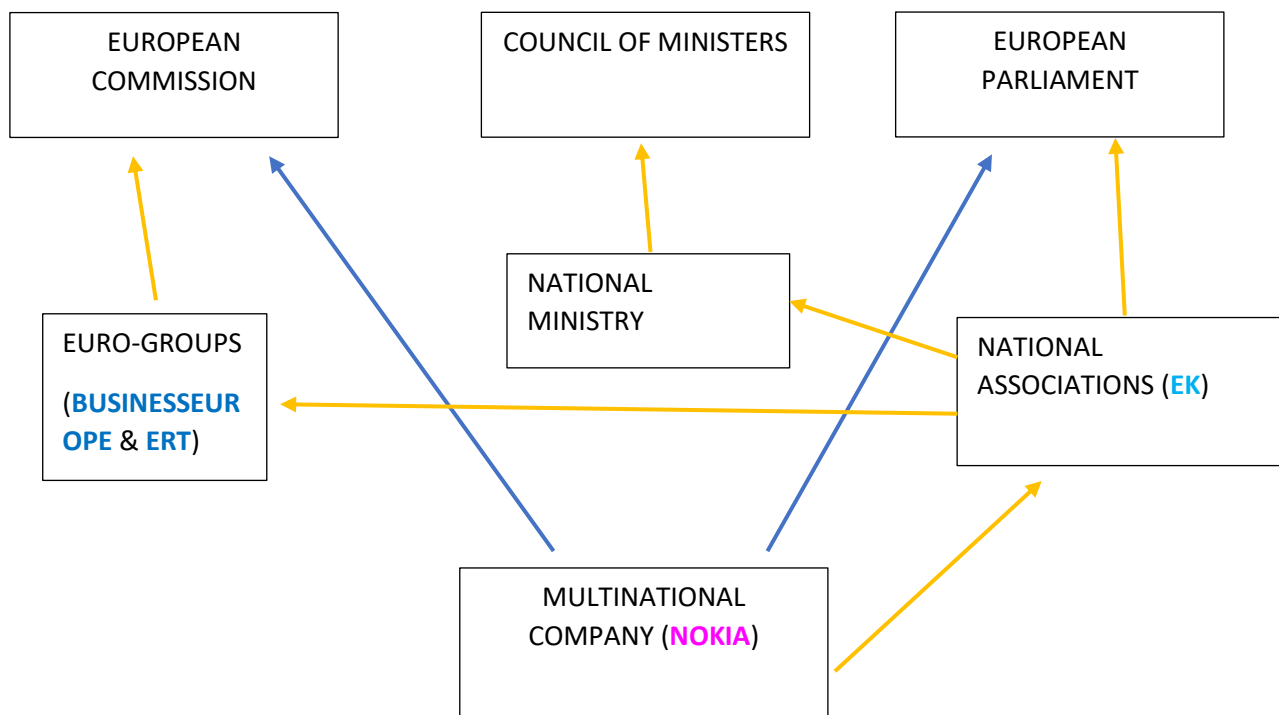 EUROPEAN
COMMISSION
COUNCIL OF MINISTERS
EUROPEAN
PARLIAMENT
NATIONAL
MINISTRY
EURO-GROUPS
(BUSINESSEUR
OPE & ERT)
NATIONAL
ASSOCIATIONS (EK)
MULTINATIONAL
COMPANY (NOKIA)